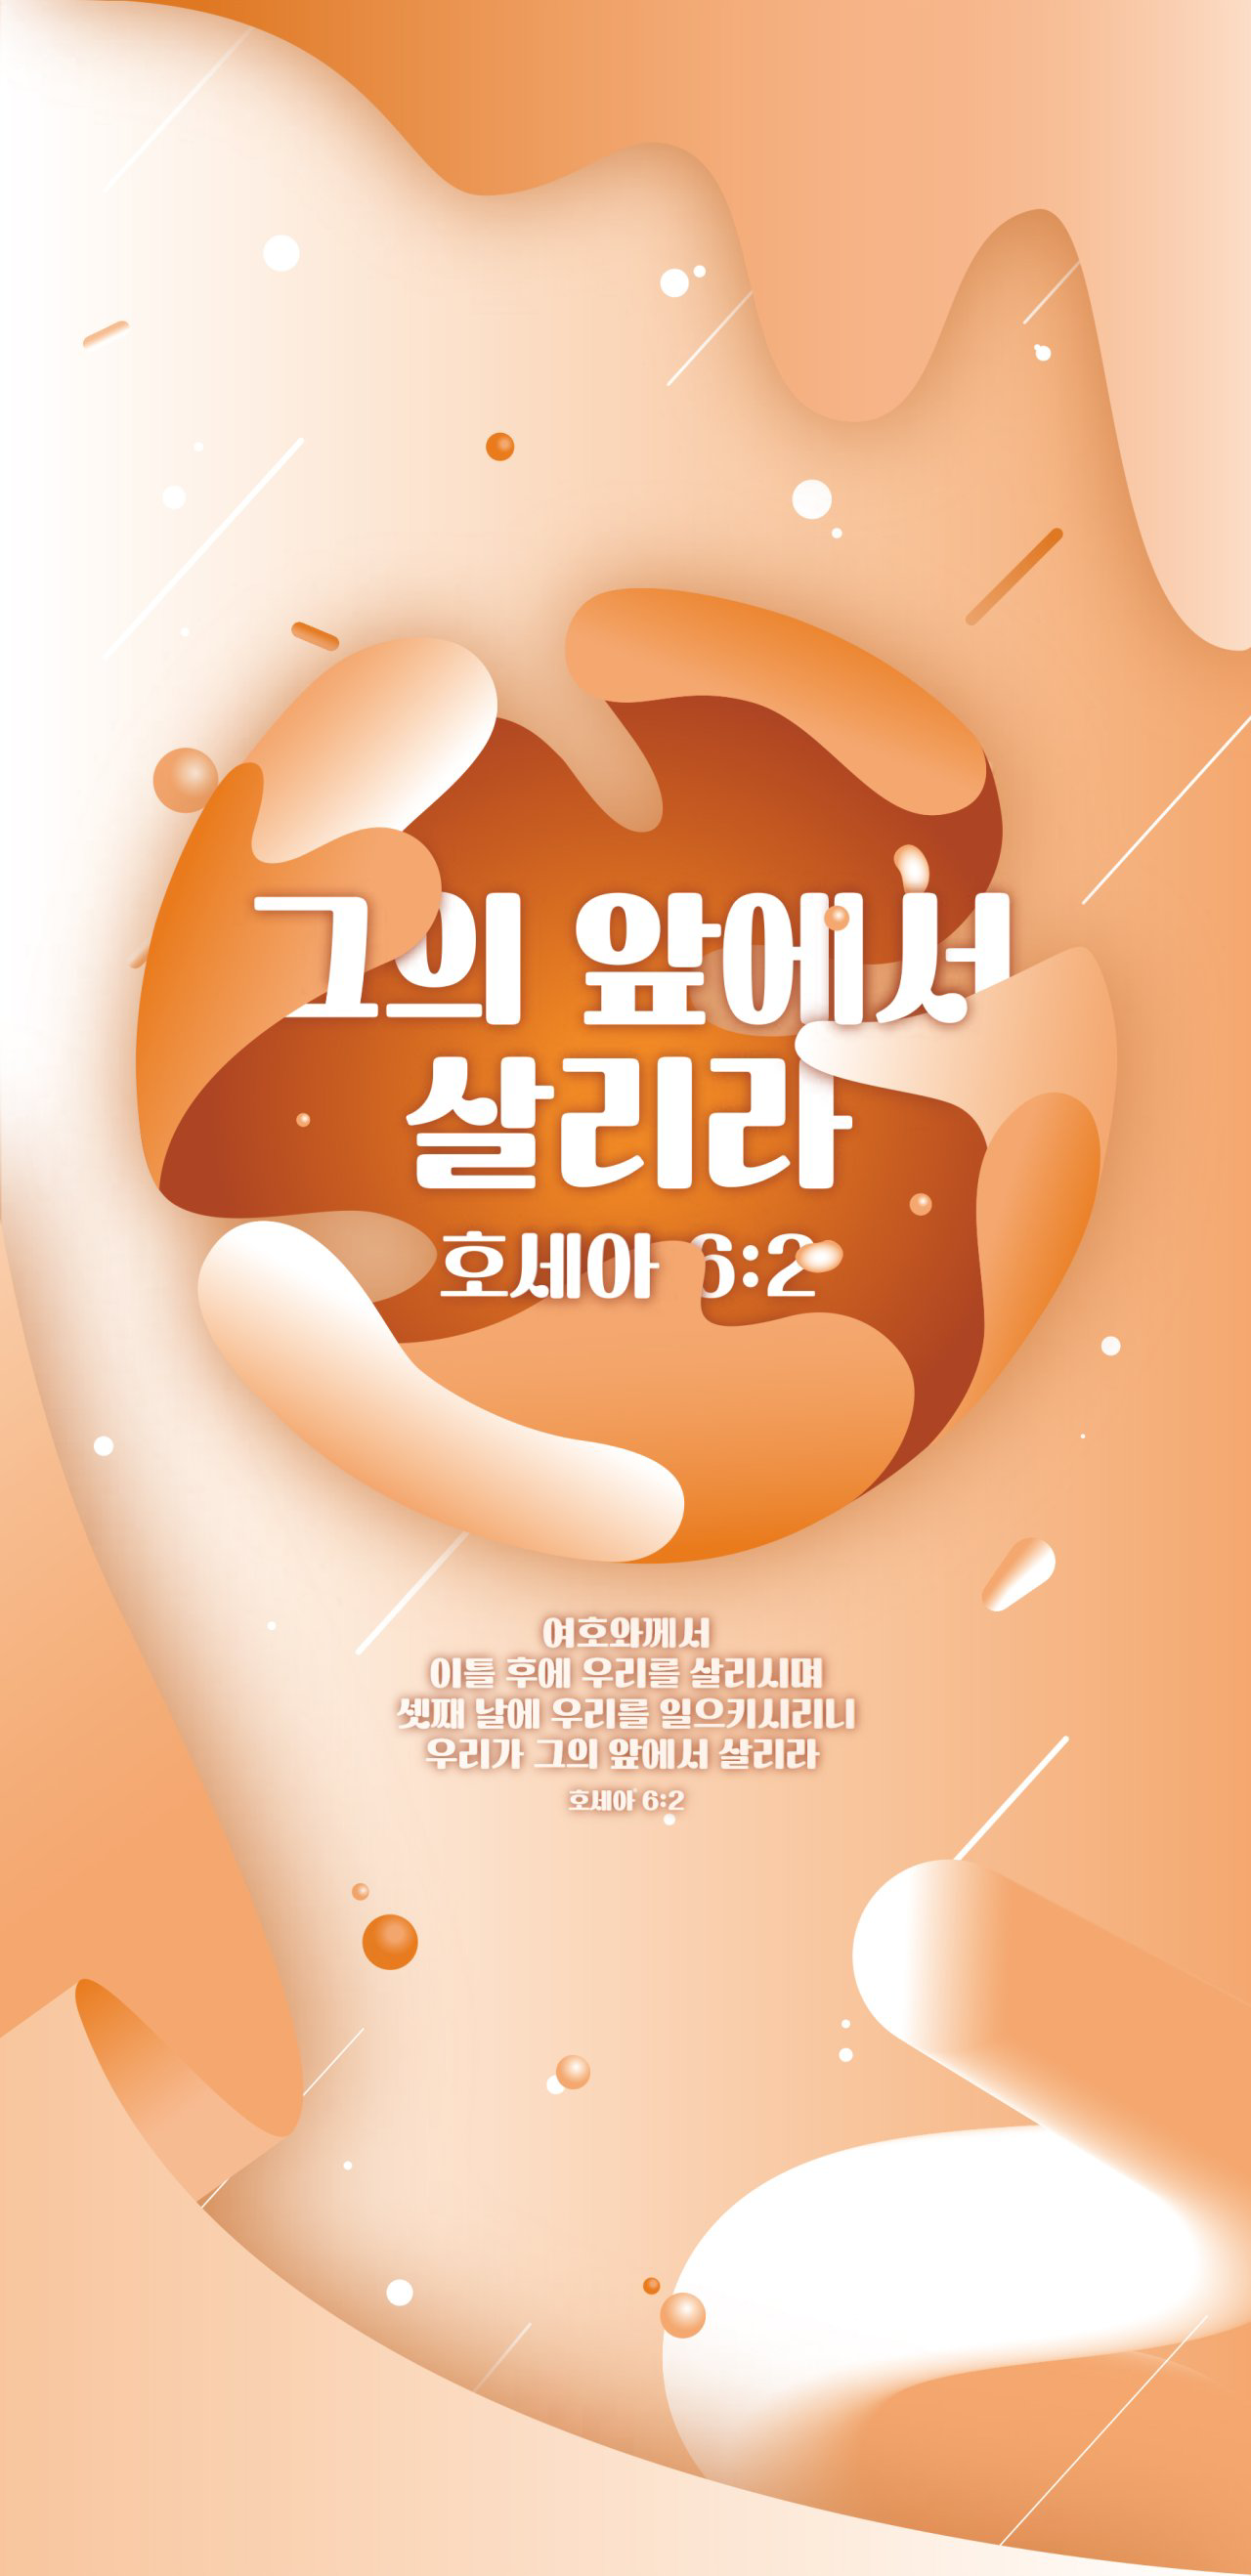 그의 앞에서
살리라
호세아 6:2
여호와께서
이틀 후에 우리를 살리시며
셋째 날에 우리를 일으키시리니
우리가 그의 앞에서 살리라
호세아 6:2